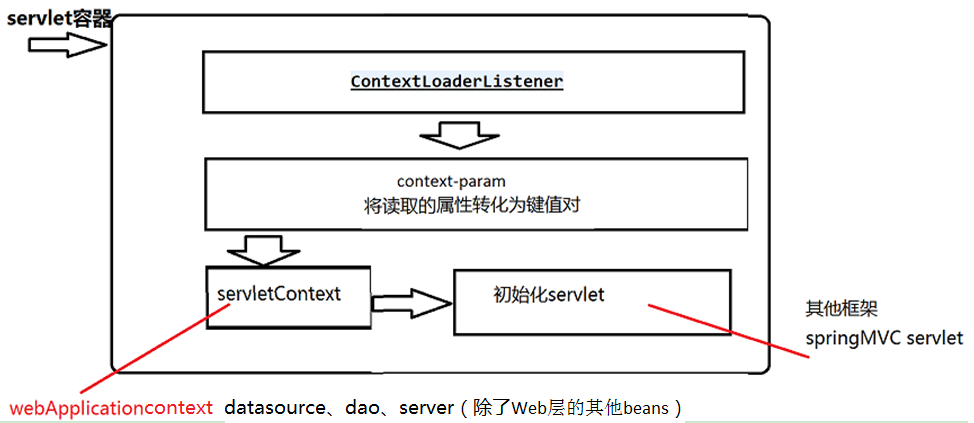 servlet容器
ContextLoaderListener
context-param
将读取的属性转化为键值对
servletContext
初始化servlet
其他框架
springMVC servlet
webApplicationcontext datasource、dao、server（除了Web层的其他beans）